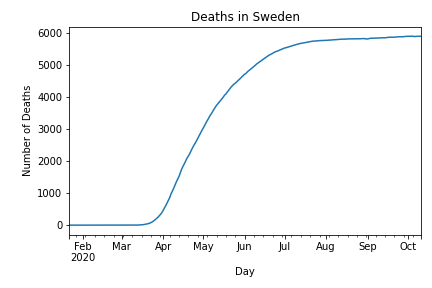 Deaths in Sweden
6000
5000
4000
3000
2000
1000
0
Number of Deaths
Feb Mar Apr May Jun Jul Aug Sep Oct
2020
Day